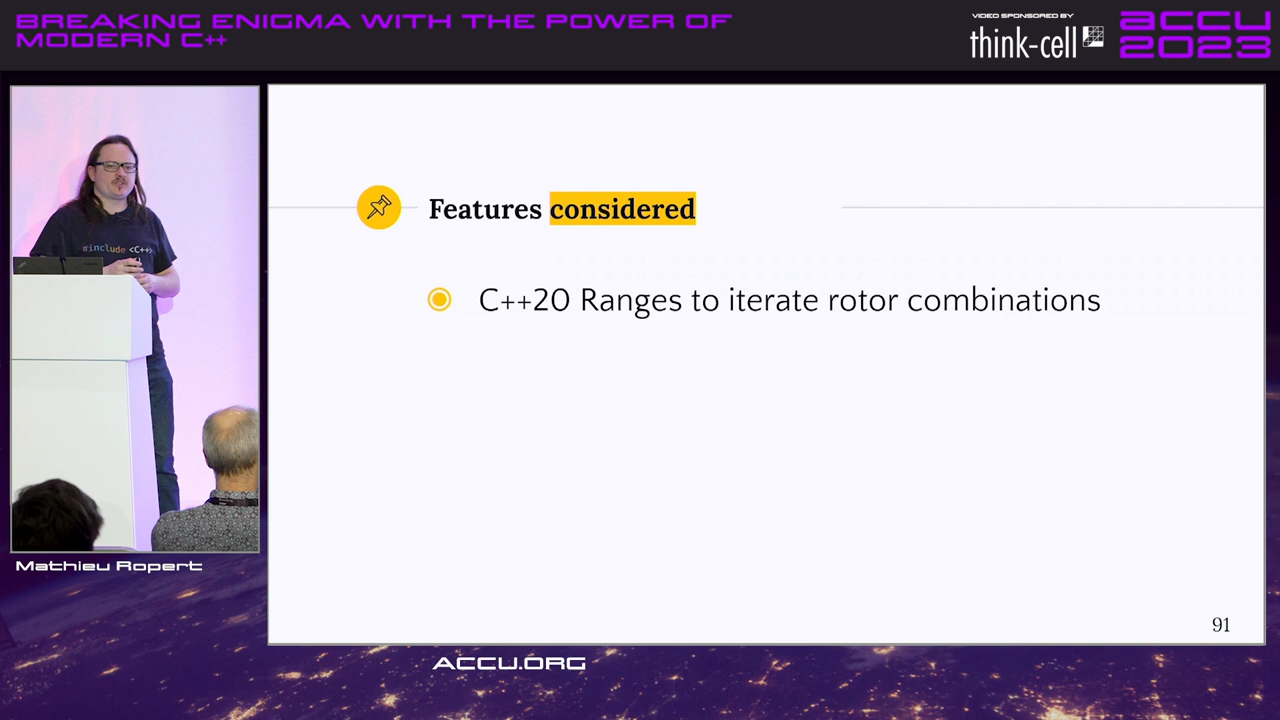 BREAKING ENIGMA WITH THE POWER OF
MODERN C++
VIDEO SPONSORED BY
think-cell
accu
2023
#include <C++>
Features considered
C++20 Ranges to iterate rotor combinations
91
Mathieu Ropert
ACCU.ORG